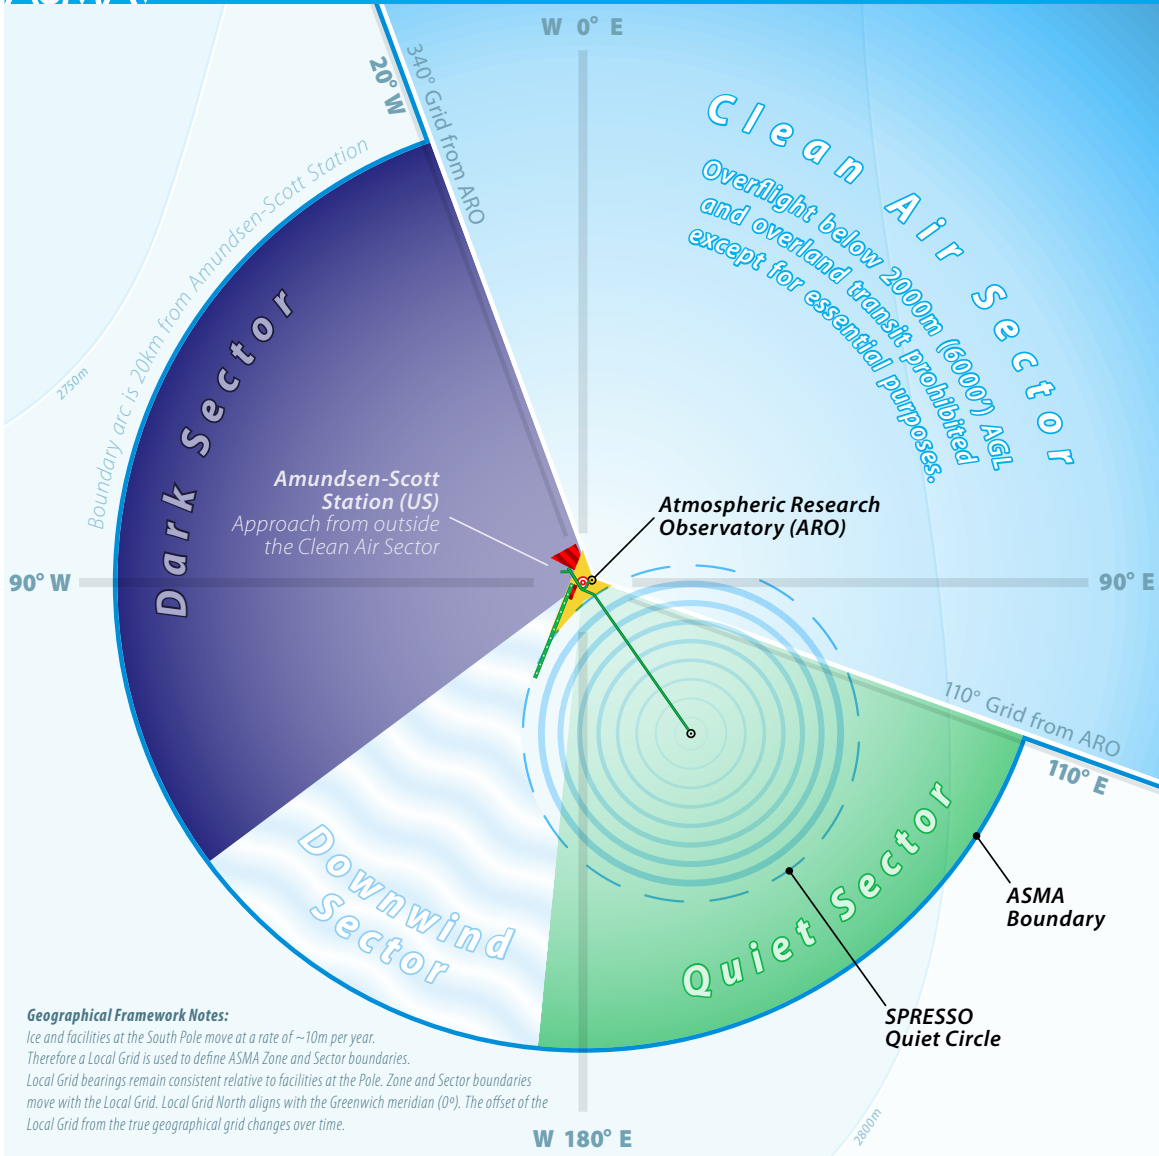 W 0° E
20° W
340° Grid from ARO
Clean Air Sector
Overflight below 2000m (6000') AGL
and overland transit prohibited
except for essential purposes.
Boundary arc is 20km from Amundsen-Scott Station
2750m
Dark Sector
Amundsen-Scott
Station (US)
Approach from outside
the Clean Air Sector
Atmospheric Research
Observatory (ARO)
90° W
90° E
110° Grid from ARO
110° E
Downwind
Sector
Quiet Sector
ASMA
Boundary
SPRESSO
Quiet Circle
Geographical Framework Notes:
Ice and facilities at the South Pole move at a rate of ~10m per year.
Therefore a Local Grid is used to define ASMA Zone and Sector boundaries.
Local Grid bearings remain consistent relative to facilities at the Pole. Zone and Sector boundaries
move with the Local Grid. Local Grid North aligns with the Greenwich meridian (0º). The offset of the
Local Grid from the true geographical grid changes over time.
2800m
W 180° E